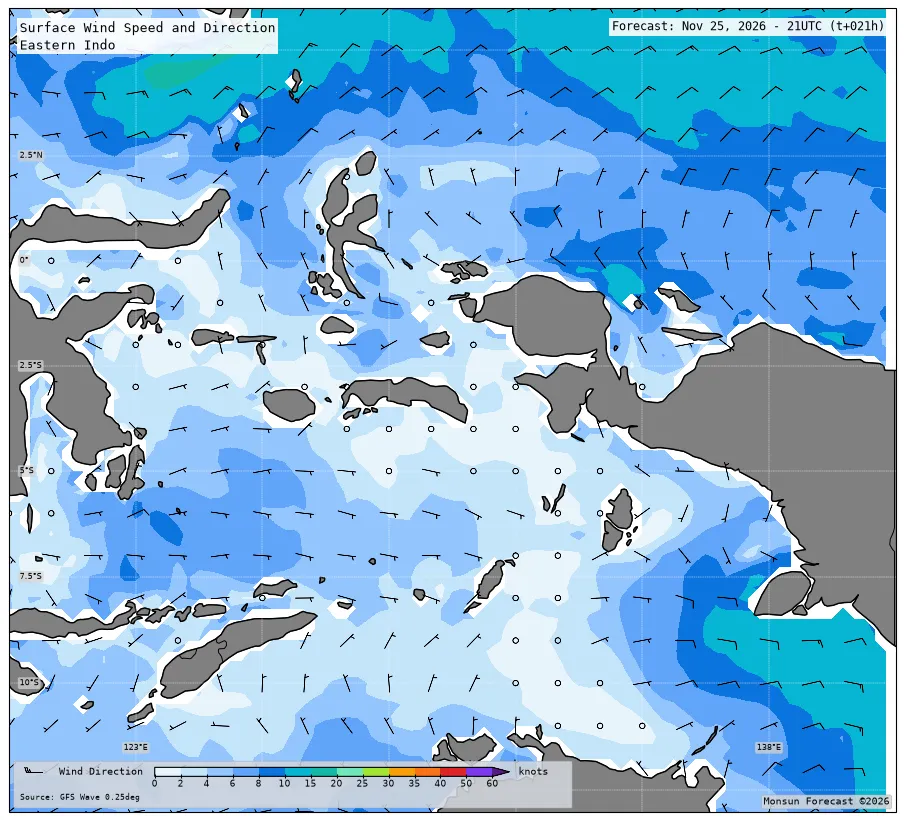 Surface Wind Speed and Direction
Eastern Indo
Forecast: Nov 25, 2026 - 21UTC (t+021h)
2.5°N
0°
2.5°S
5°S
7.5°S
10°S
123°E
138°E
Wind Direction
knots
0 2 4 6 8 10 15 20 25 30 35 40 50 60
Source: GFS Wave 0.25deg
Monsun Forecast ©2026